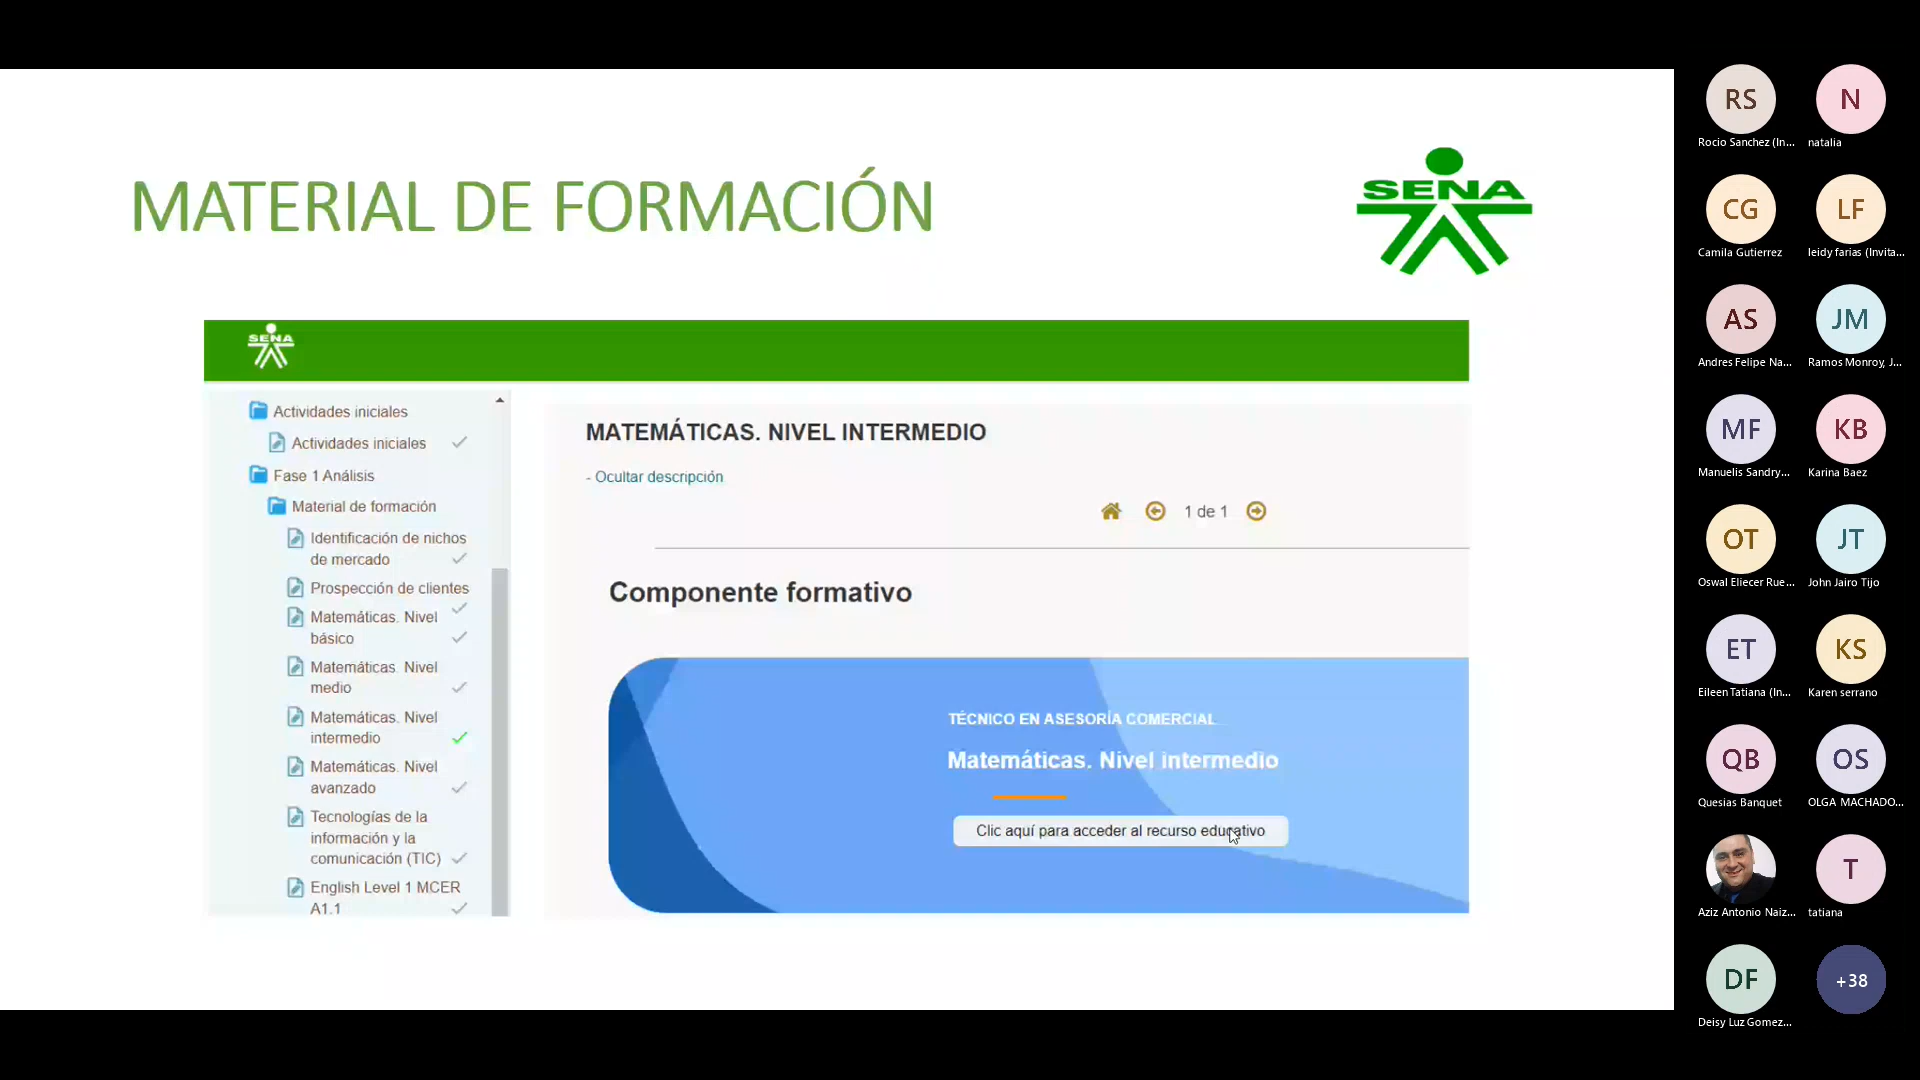 MATERIAL DE FORMACIÓN
SENA
SENA
Actividades iniciales
Actividades iniciales
Fase 1 Análisis
Material de formación
Identificación de nichos
de mercado
Prospección de clientes
Matemáticas. Nivel
básico
Matemáticas. Nivel
medio
Matemáticas. Nivel
intermedio
Matemáticas. Nivel
avanzado
Tecnologías de la
información y la
comunicación (TIC)
English Level 1 MCER
A1.1
MATEMÁTICAS. NIVEL INTERMEDIO
- Ocultar descripción
1 de 1
Componente formativo
TÉCNICO EN ASESORÍA COMERCIAL
Matemáticas. Nivel intermedio
Clic aquí para acceder al recurso educativo
RS
Rocio Sanchez (In...
N
natalia
CG
Camila Gutierrez
LF
leidy farias (Invita...
AS
Andres Felipe Na...
JM
Ramos Monroy, J...
MF
Manuelis Sandry...
KB
Karina Baez
OT
Oswal Eliecer Rue...
JT
John Jairo Tijo
ET
Eileen Tatiana (In...
KS
Karen serrano
QB
Quesias Banquet
OS
OLGA MACHADO...
Aziz Antonio Naiz...
T
tatiana
DF
Deisy Luz Gomez...
+38